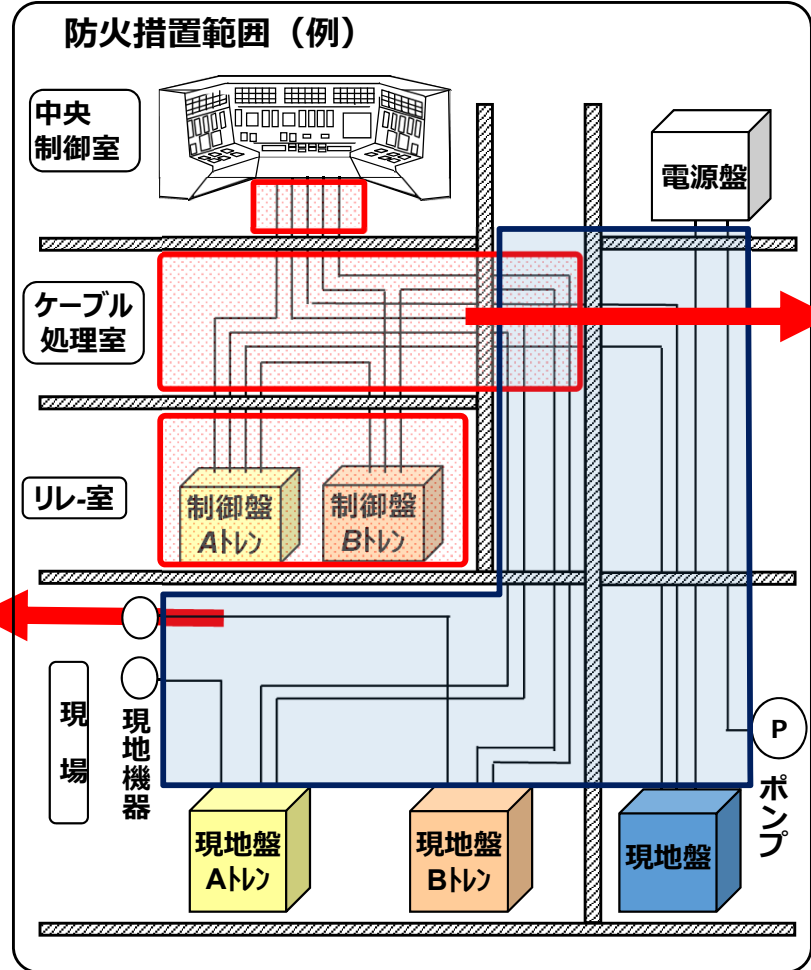 防火措置範囲（例）
中央
制御室
電源盤
ケーブル
処理室
リレ-室
制御盤
Aトレン
制御盤
Bトレン
現場
現地機器
P
ポンプ
現地盤
Aトレン
現地盤
Bトレン
現地盤